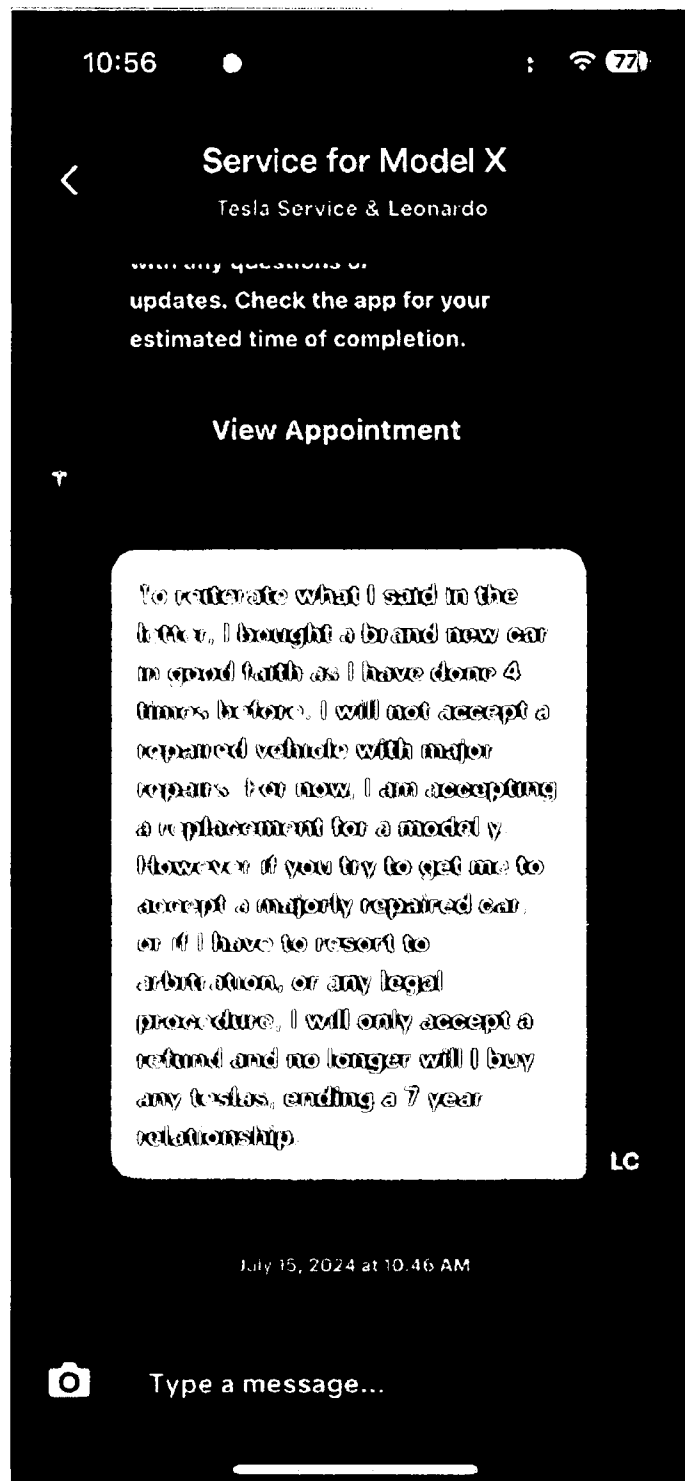 10:56
77
Service for Model X
Tesla Service & Leonardo
with any questions or
updates. Check the app for your
estimated time of completion.
View Appointment
To reiterate what I said in the
letter, I bought a brand new car
in good faith as I have done 4
times before. I will not accept a
repaired vehicle with major
repairs. For now, I am accepting
a replacement for a model y.
However if you try to get me to
accept a majorly repaired car,
or if I have to resort to
arbitration, or any legal
procedure, I will only accept a
refund and no longer will I buy
any teslas, ending a 7 year
relationship.
LC
July 15, 2024 at 10:46 AM
Type a message...